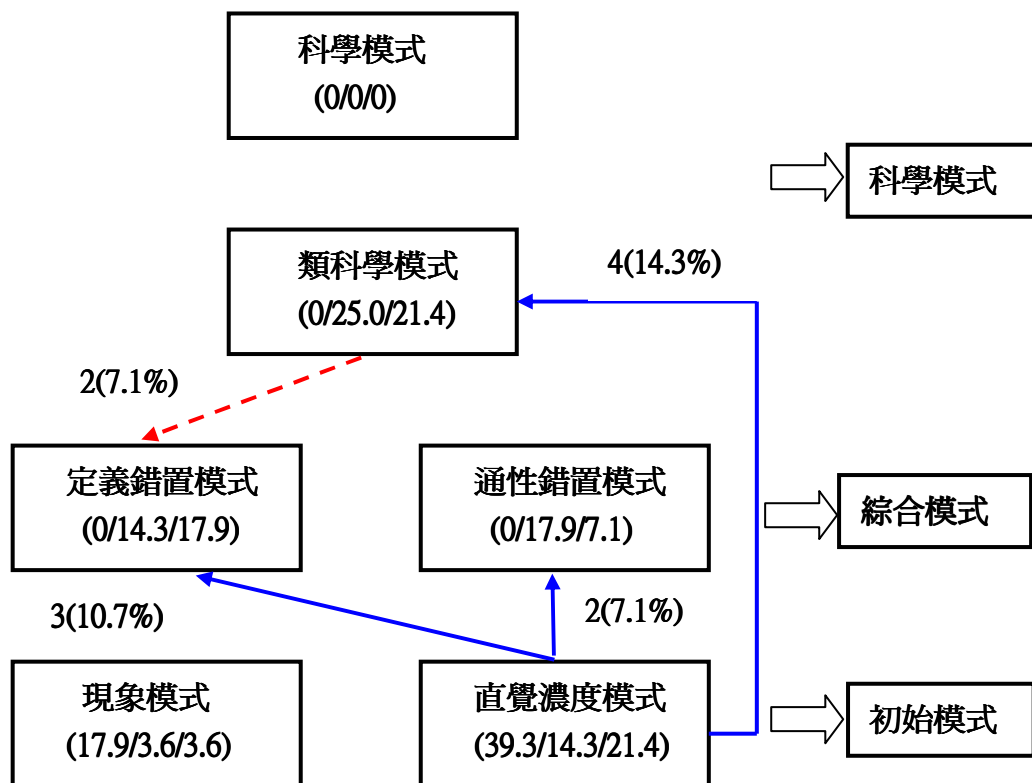 科學模式
(0/0/0)
科學模式
類科學模式
(0/25.0/21.4)
4(14.3%)
2(7.1%)
定義錯置模式
(0/14.3/17.9)
通性錯置模式
(0/17.9/7.1)
綜合模式
3(10.7%)
2(7.1%)
現象模式
(17.9/3.6/3.6)
直覺濃度模式
(39.3/14.3/21.4)
初始模式